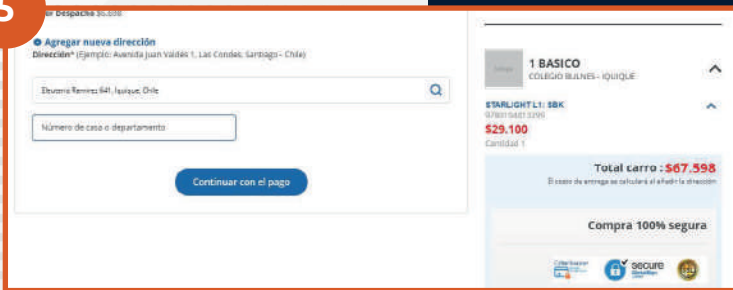 5
Despacho $5.698
Agregar nueva dirección
Dirección* (Ejemplo: Avenida Juan Valdés 1, Las Condes, Santiago - Chile)
Eleuterio Ramirez 641, Iquique, Chile
Número de casa o departamento
Continuar con el pago
1 BASICO
COLEGIO BULNES - IQUIQUE
STARLIGHT L1: SBK
$29.100
Cantidad 1
Total carro : $67.598
El costo de entrega se calculará al añadir la dirección
Compra 100% segura
secure